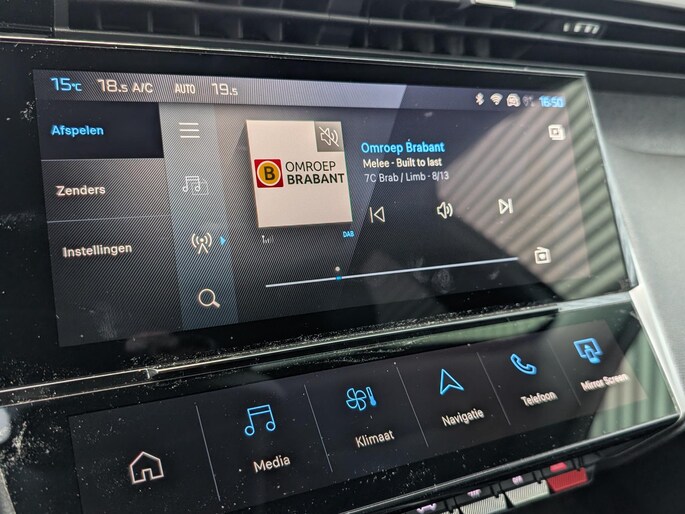 15°C 18.5 A/C AUTO 19.5 16:50
Afspelen
Zenders
Instellingen
B OMROEP
BRABANT
Omroep Brabant
Melee - Built to last
7C Brab / Limb - 8/13
DAB
Media
Klimaat
Navigatie
Telefoon
Mirror Screen